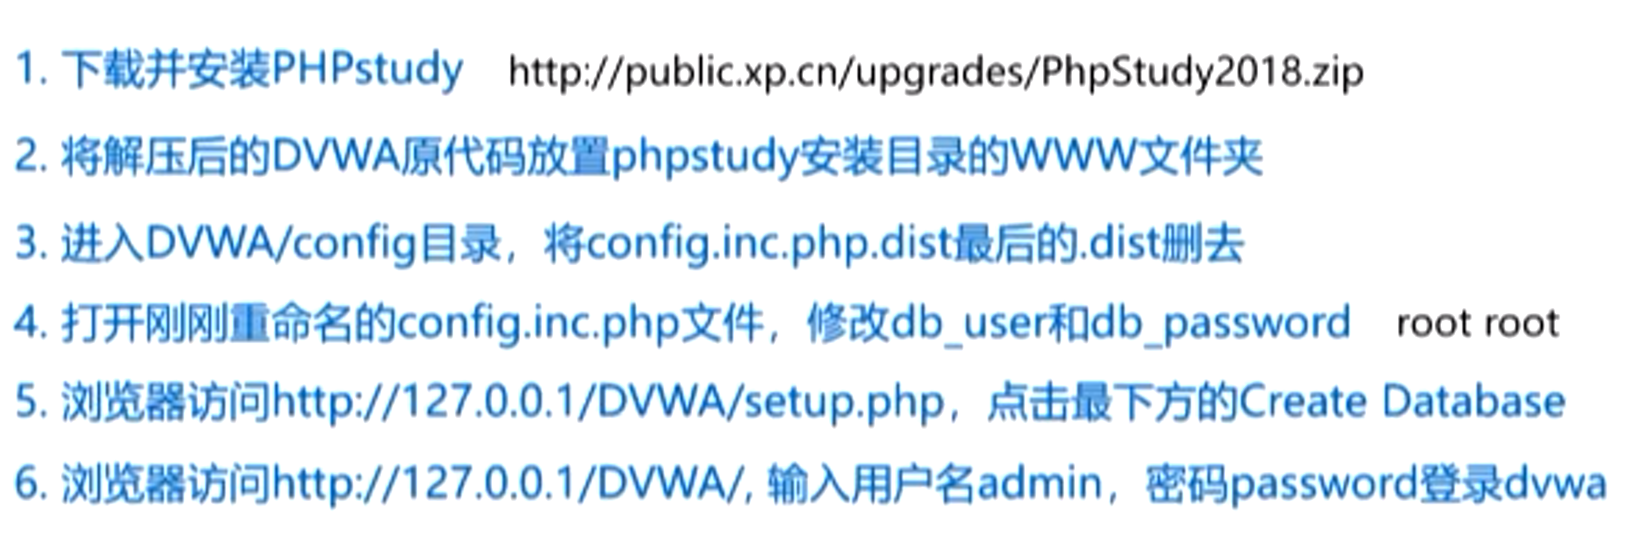 1. 下载并安装PHPstudy http://public.xp.cn/upgrades/PhpStudy2018.zip
2. 将解压后的DVWA原代码放置phpstudy安装目录的WWW文件夹
3. 进入DVWA/config目录，将config.inc.php.dist最后的.dist删去
4. 打开刚刚重命名的config.inc.php文件，修改db_user和db_password root root
5. 浏览器访问http://127.0.0.1/DVWA/setup.php，点击最下方的Create Database
6. 浏览器访问http://127.0.0.1/DVWA/, 输入用户名admin，密码password登录dvwa